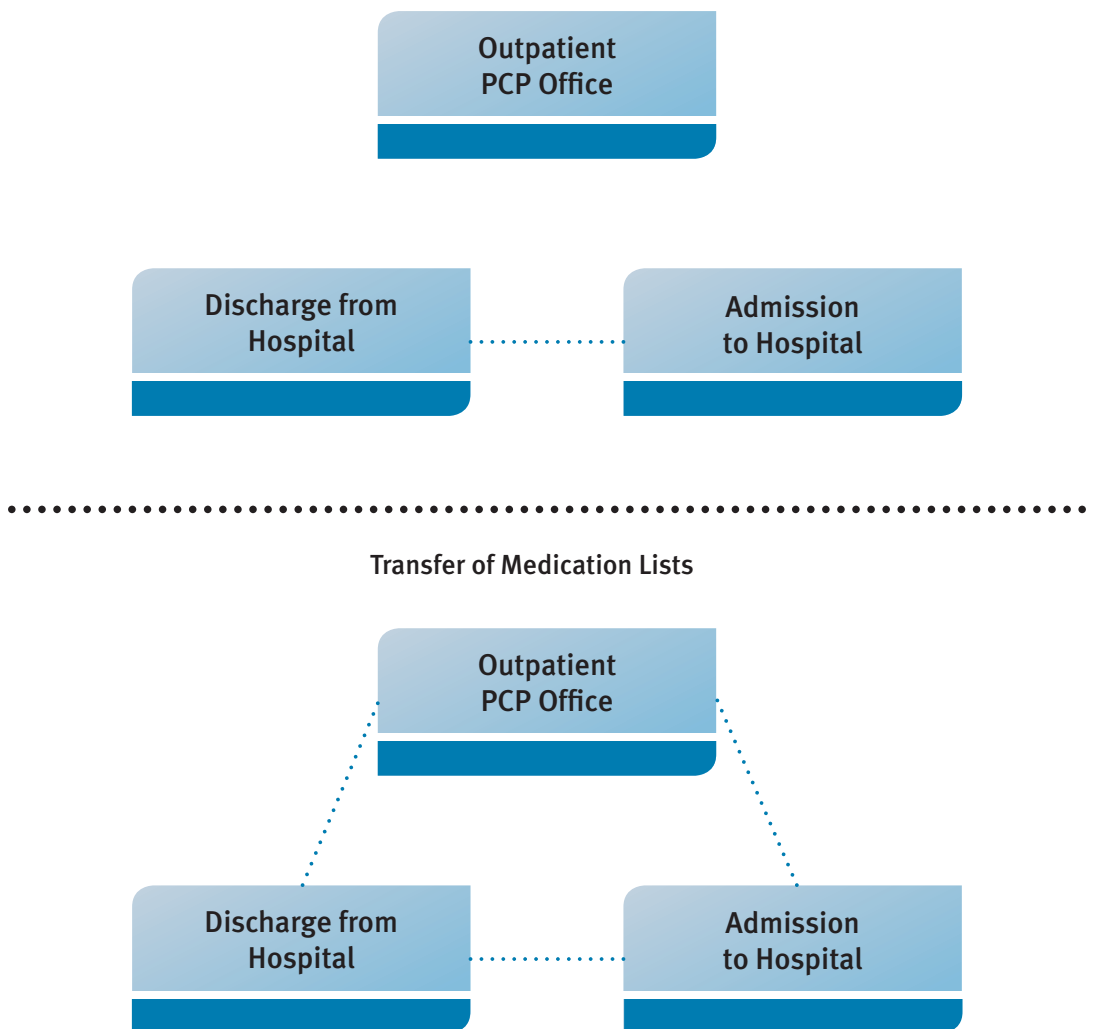 Outpatient
PCP Office
Discharge from
Hospital
Admission
to Hospital
Transfer of Medication Lists
Outpatient
PCP Office
Discharge from
Hospital
Admission
to Hospital